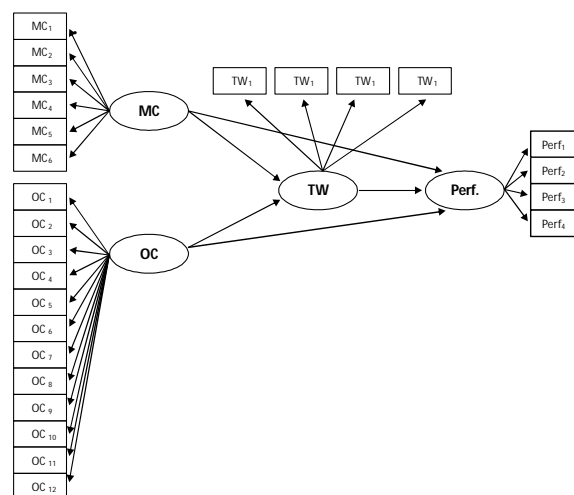 MC1
MC2
MC3
MC4
MC5
MC6
MC
TW1
TW1
TW1
TW1
TW
Perf.
Perf1
Perf2
Perf3
Perf4
OC 1
OC 2
OC 3
OC 4
OC 5
OC 6
OC 7
OC 8
OC 9
OC 10
OC 11
OC 12
OC